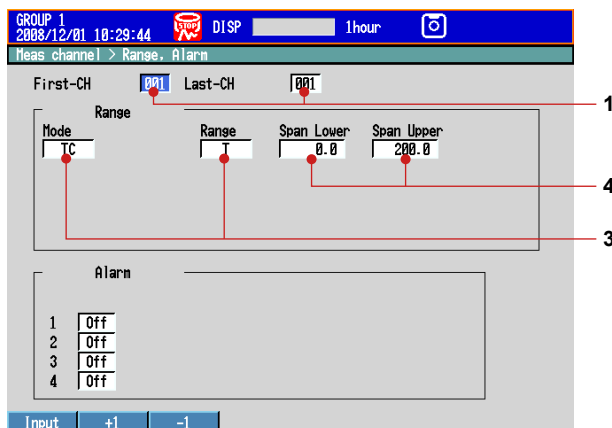 GROUP 1
2008/12/01 10:29:44 STOP DISP 1hour
Meas channel > Range, Alarm
First-CH 001 Last-CH 001
1
Range
Mode Range Span Lower Span Upper
TC T 0.0 200.0
4
3
Alarm
1 Off
2 Off
3 Off
4 Off
Input +1 -1